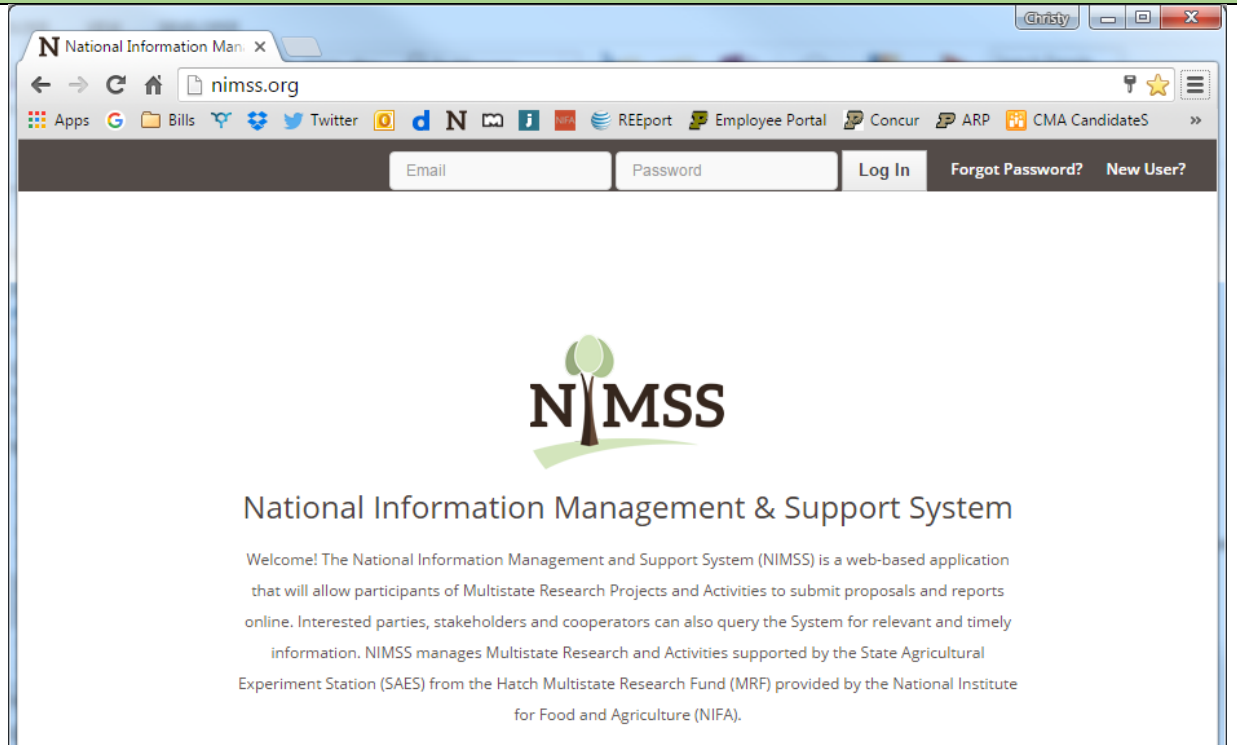 Christy
N National Information Man
nimss.org
Apps G Bills Twitter O d N j NIFA REEport Employee Portal Concur ARP CMA CandidateS »
Email Password Log In Forgot Password? New User?
NIMSS
National Information Management & Support System
Welcome! The National Information Management and Support System (NIMSS) is a web-based application
that will allow participants of Multistate Research Projects and Activities to submit proposals and reports
online. Interested parties, stakeholders and cooperators can also query the System for relevant and timely
information. NIMSS manages Multistate Research and Activities supported by the State Agricultural
Experiment Station (SAES) from the Hatch Multistate Research Fund (MRF) provided by the National Institute
for Food and Agriculture (NIFA).